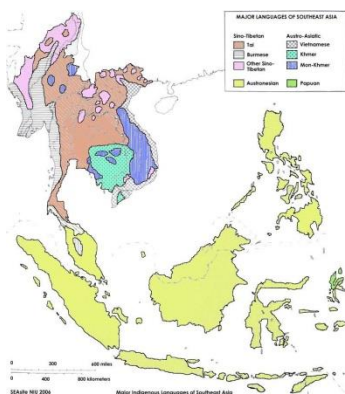 MAJOR LANGUAGES OF SOUTHEAST ASIA
Sino-Tibetan
Tai
Burmese
Other Sino-
Tibetan
Austro-Asiatic
Vietnamese
Khmer
Mon-Khmer
Austronesian
Papuan
0 200 600 miles
0 400 800 kilometers
SEAsite NIU 2006
Major Indigenous Languages of Southeast Asia